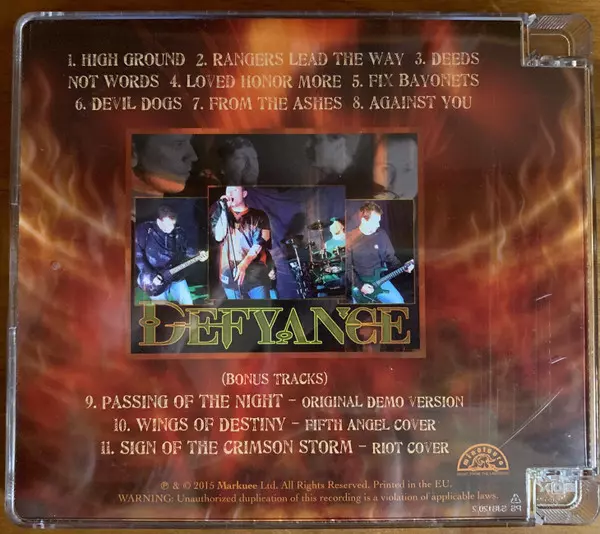 1. HIGH GROUND 2. RANGERS LEAD THE WAY 3. DEEDS
NOT WORDS 4. LOVED HONOR MORE 5. FIX BAYONETS
6. DEVIL DOGS 7. FROM THE ASHES 8. AGAINST YOU
DEFYANCE
(BONUS TRACKS)
9. PASSING OF THE NIGHT – ORIGINAL DEMO VERSION
10. WINGS OF DESTINY – FIFTH ANGEL COVER
11. SIGN OF THE CRIMSON STORM – RIOT COVER
minotauro
℗ & © 2015 Markuee Ltd. All Rights Reserved. Printed in the EU.
WARNING: Unauthorized duplication of this recording is a violation of applicable laws.